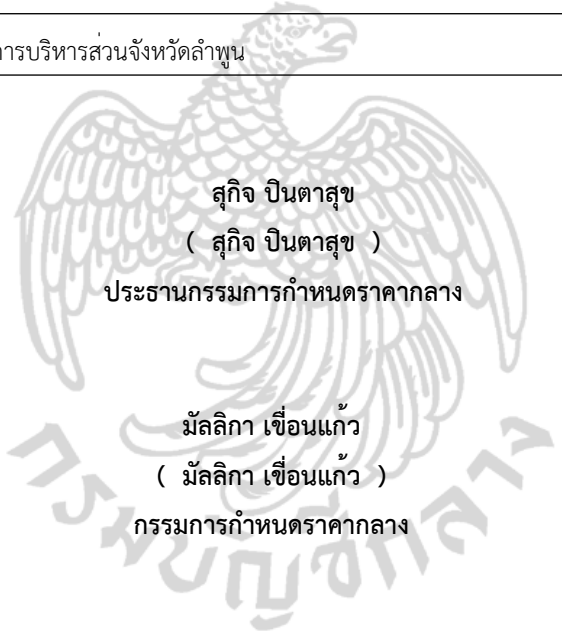 การบริหารส่วนจังหวัดลำพูน
สุกิจ ปินตาสุข
( สุกิจ ปินตาสุข )
ประธานกรรมการกำหนดราคากลาง
มัลลิกา เขื่อนแก้ว
( มัลลิกา เขื่อนแก้ว )
กรรมการกำหนดราคากลาง
กรมบัญชีกลาง